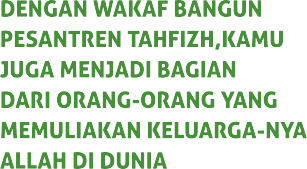 DENGAN WAKAF BANGUN
PESANTREN TAHFIZH,KAMU
JUGA MENJADI BAGIAN
DARI ORANG-ORANG YANG
MEMULIAKAN KELUARGA-NYA
ALLAH DI DUNIA